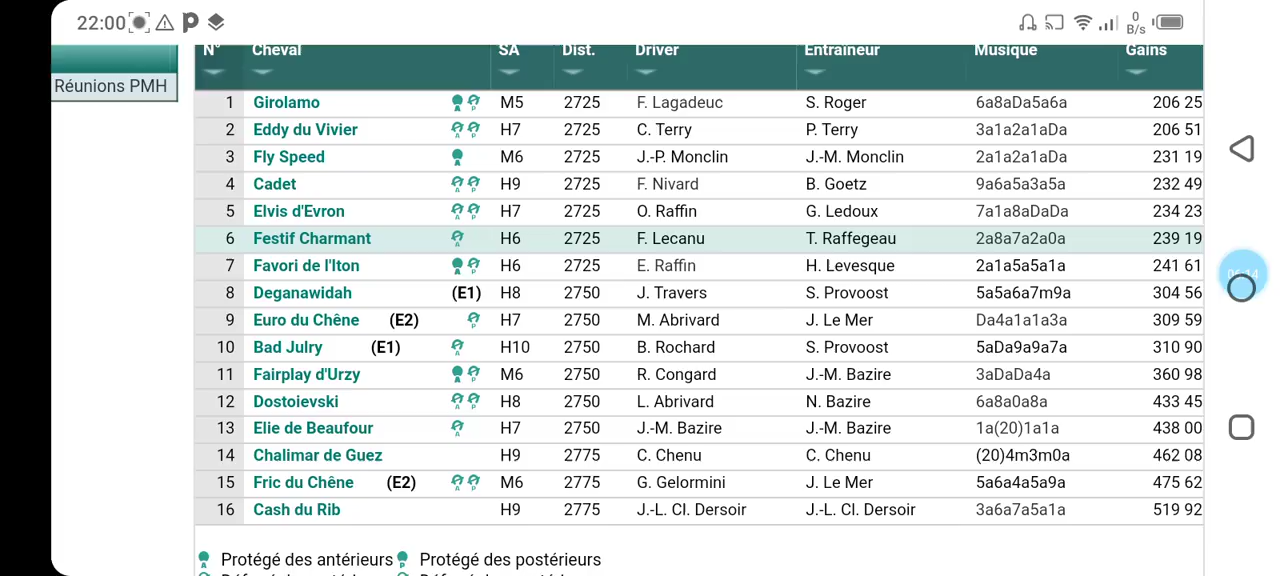 22:00 0 B/s
N° Cheval SA Dist. Driver Entraineur Musique Gains
Réunions PMH
1 Girolamo M5 2725 F. Lagadeuc S. Roger 6a8aDa5a6a 206 25
2 Eddy du Vivier H7 2725 C. Terry P. Terry 3a1a2a1aDa 206 51
3 Fly Speed M6 2725 J.-P. Monclin J.-M. Monclin 2a1a2a1aDa 231 19
4 Cadet H9 2725 F. Nivard B. Goetz 9a6a5a3a5a 232 49
5 Elvis d'Evron H7 2725 O. Raffin G. Ledoux 7a1a8aDaDa 234 23
6 Festif Charmant H6 2725 F. Lecanu T. Raffegeau 2a8a7a2a0a 239 19
7 Favori de l'Iton H6 2725 E. Raffin H. Levesque 2a1a5a5a1a 241 61
8 Deganawidah (E1) H8 2750 J. Travers S. Provoost 5a5a6a7m9a 304 56
9 Euro du Chêne (E2) H7 2750 M. Abrivard J. Le Mer Da4a1a1a3a 309 59
10 Bad Julry (E1) H10 2750 B. Rochard S. Provoost 5aDa9a9a7a 310 90
11 Fairplay d'Urzy M6 2750 R. Congard J.-M. Bazire 3aDaDa4a 360 98
12 Dostoievski H8 2750 L. Abrivard N. Bazire 6a8a0a8a 433 45
13 Elie de Beaufour H7 2750 J.-M. Bazire J.-M. Bazire 1a(20)1a1a 438 00
14 Chalimar de Guez H9 2775 C. Chenu C. Chenu (20)4m3m0a 462 08
15 Fric du Chêne (E2) M6 2775 G. Gelormini J. Le Mer 5a6a4a5a9a 475 62
16 Cash du Rib H9 2775 J.-L. Cl. Dersoir J.-L. Cl. Dersoir 3a6a7a5a1a 519 92
Protégé des antérieurs Protégé des postérieurs